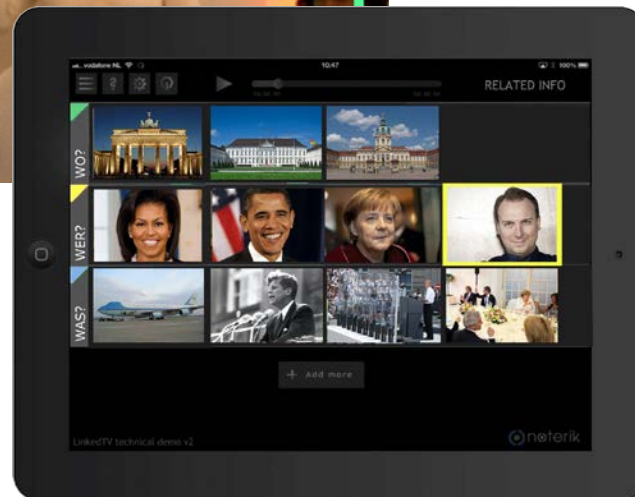 vodafone NL
10:47
100%
RELATED INFO
WO?
WER?
WAS?
+ Add more
LinkedTV technical demo v2
noterik